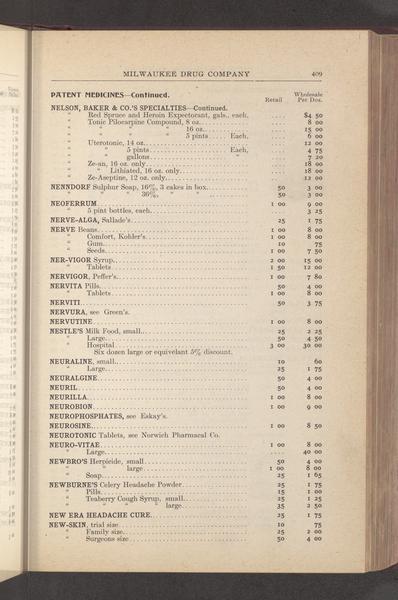 MILWAUKEE DRUG COMPANY 409
PATENT MEDICINES—Continued. Retail Wholesale Per Doz.
NELSON, BAKER & CO.'S SPECIALTIES—Continued.
" Red Spruce and Heroin Expectorant, gals., each, .... $4 50
" Tonic Pilocarpine Compound, 8 oz. .... 8 00
" " " " 16 oz. .... 15 00
" " " " 5 pints Each, .... 6 00
" Uterotonic, 14 oz. .... 12 00
" " 5 pints Each, .... 4 75
" " gallons " .... 7 20
" Ze-an, 16 oz. only .... 18 00
" " Lithiated, 16 oz. only .... 18 00
" Ze-Aseptine, 12 oz. only .... 12 00
NENNDORF Sulphur Soap, 16%, 3 cakes in box 50 3 00
" " " 36%, " " 50 3 00
NEOFERRUM 1 00 9 00
" 5 pint bottles, each .... 3 25
NERVE-ALGA, Sallade's 25 1 75
NERVE Beans 1 00 8 00
" Comfort, Kohler's 1 00 8 00
" Gum 10 75
" Seeds 1 00 7 50
NER-VIGOR Syrup 2 00 15 00
" Tablets 1 50 12 00
NERVIGOR, Peffer's 1 00 7 80
NERVITA Pills 50 4 00
" Tablets 1 00 8 00
NERVITI 50 3 75
NERVURA, see Green's.
NERVUTINE 1 00 8 00
NESTLE'S Milk Food, small 25 2 25
" Large 50 4 50
" Hospital 3 00 30 00
Six dozen large or equivelant 5% discount.
NEURALINE, small 10 60
" Large 25 1 75
NEURALGINE 50 4 00
NEURIL 50 4 00
NEURILLA 1 00 8 00
NEUROBION 1 00 9 00
NEUROPHOSPHATES, see Eskay's.
NEUROSINE 1 00 8 50
NEUROTONIC Tablets, see Norwich Pharmacal Co.
NEURO-VITAE 1 00 8 00
" Large .... 40 00
NEWBRO'S Herpicide, small 50 4 00
" " large 1 00 8 00
" Soap 25 1 65
NEWBURNE'S Celery Headache Powder 25 1 75
" Pills 15 1 00
" Teaberry Cough Syrup, small 25 1 25
" " " " large 35 2 50
NEW ERA HEADACHE CURE 25 1 75
NEW-SKIN, trial size 10 75
" Family size 25 2 00
" Surgeons size 50 4 00